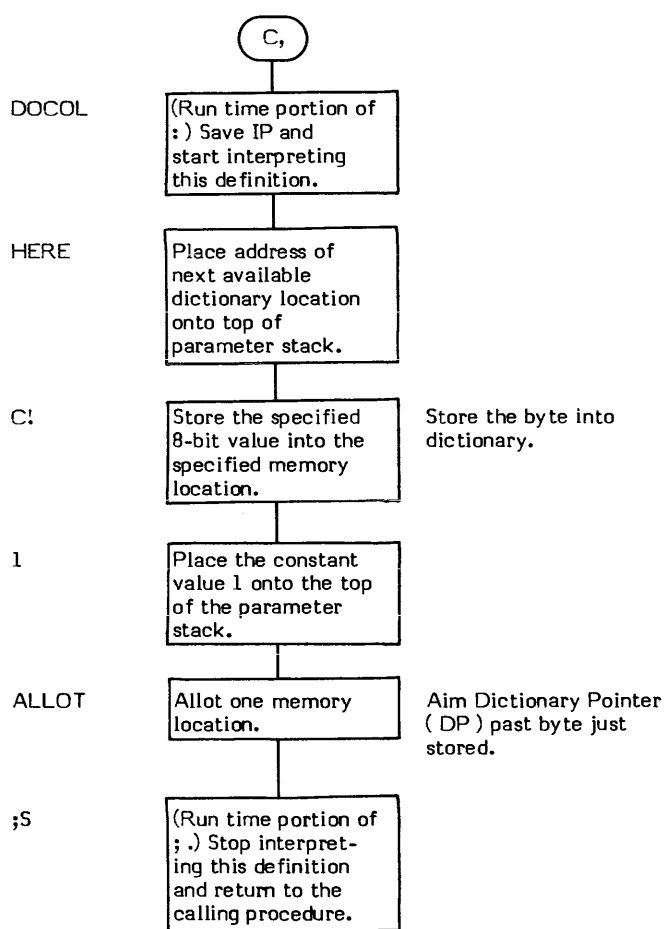 C,
DOCOL
(Run time portion of
: ) Save IP and
start interpreting
this definition.
HERE
Place address of
next available
dictionary location
onto top of
parameter stack.
C!
Store the specified
8-bit value into the
specified memory
location.
Store the byte into
dictionary.
1
Place the constant
value 1 onto the top
of the parameter
stack.
ALLOT
Allot one memory
location.
Aim Dictionary Pointer
( DP ) past byte just
stored.
;S
(Run time portion of
; .) Stop interpret-
ing this definition
and return to the
calling procedure.